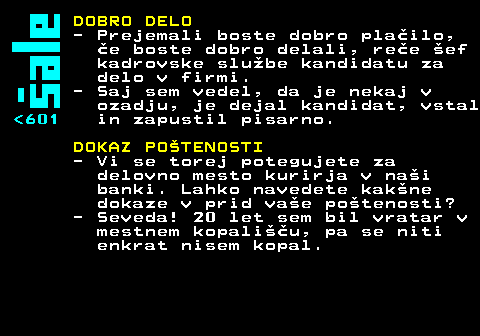 šale
<601
DOBRO DELO
- Prejemali boste dobro plačilo,
če boste dobro delali, reče šef
kadrovske službe kandidatu za
delo v firmi.
- Saj sem vedel, da je nekaj v
ozadju, je dejal kandidat, vstal
in zapustil pisarno.
DOKAZ POŠTENOSTI
- Vi se torej potegujete za
delovno mesto kurirja v naši
banki. Lahko navedete kakšne
dokaze v prid vaše poštenosti?
- Seveda! 20 let sem bil vratar v
mestnem kopališču, pa se niti
enkrat nisem kopal.